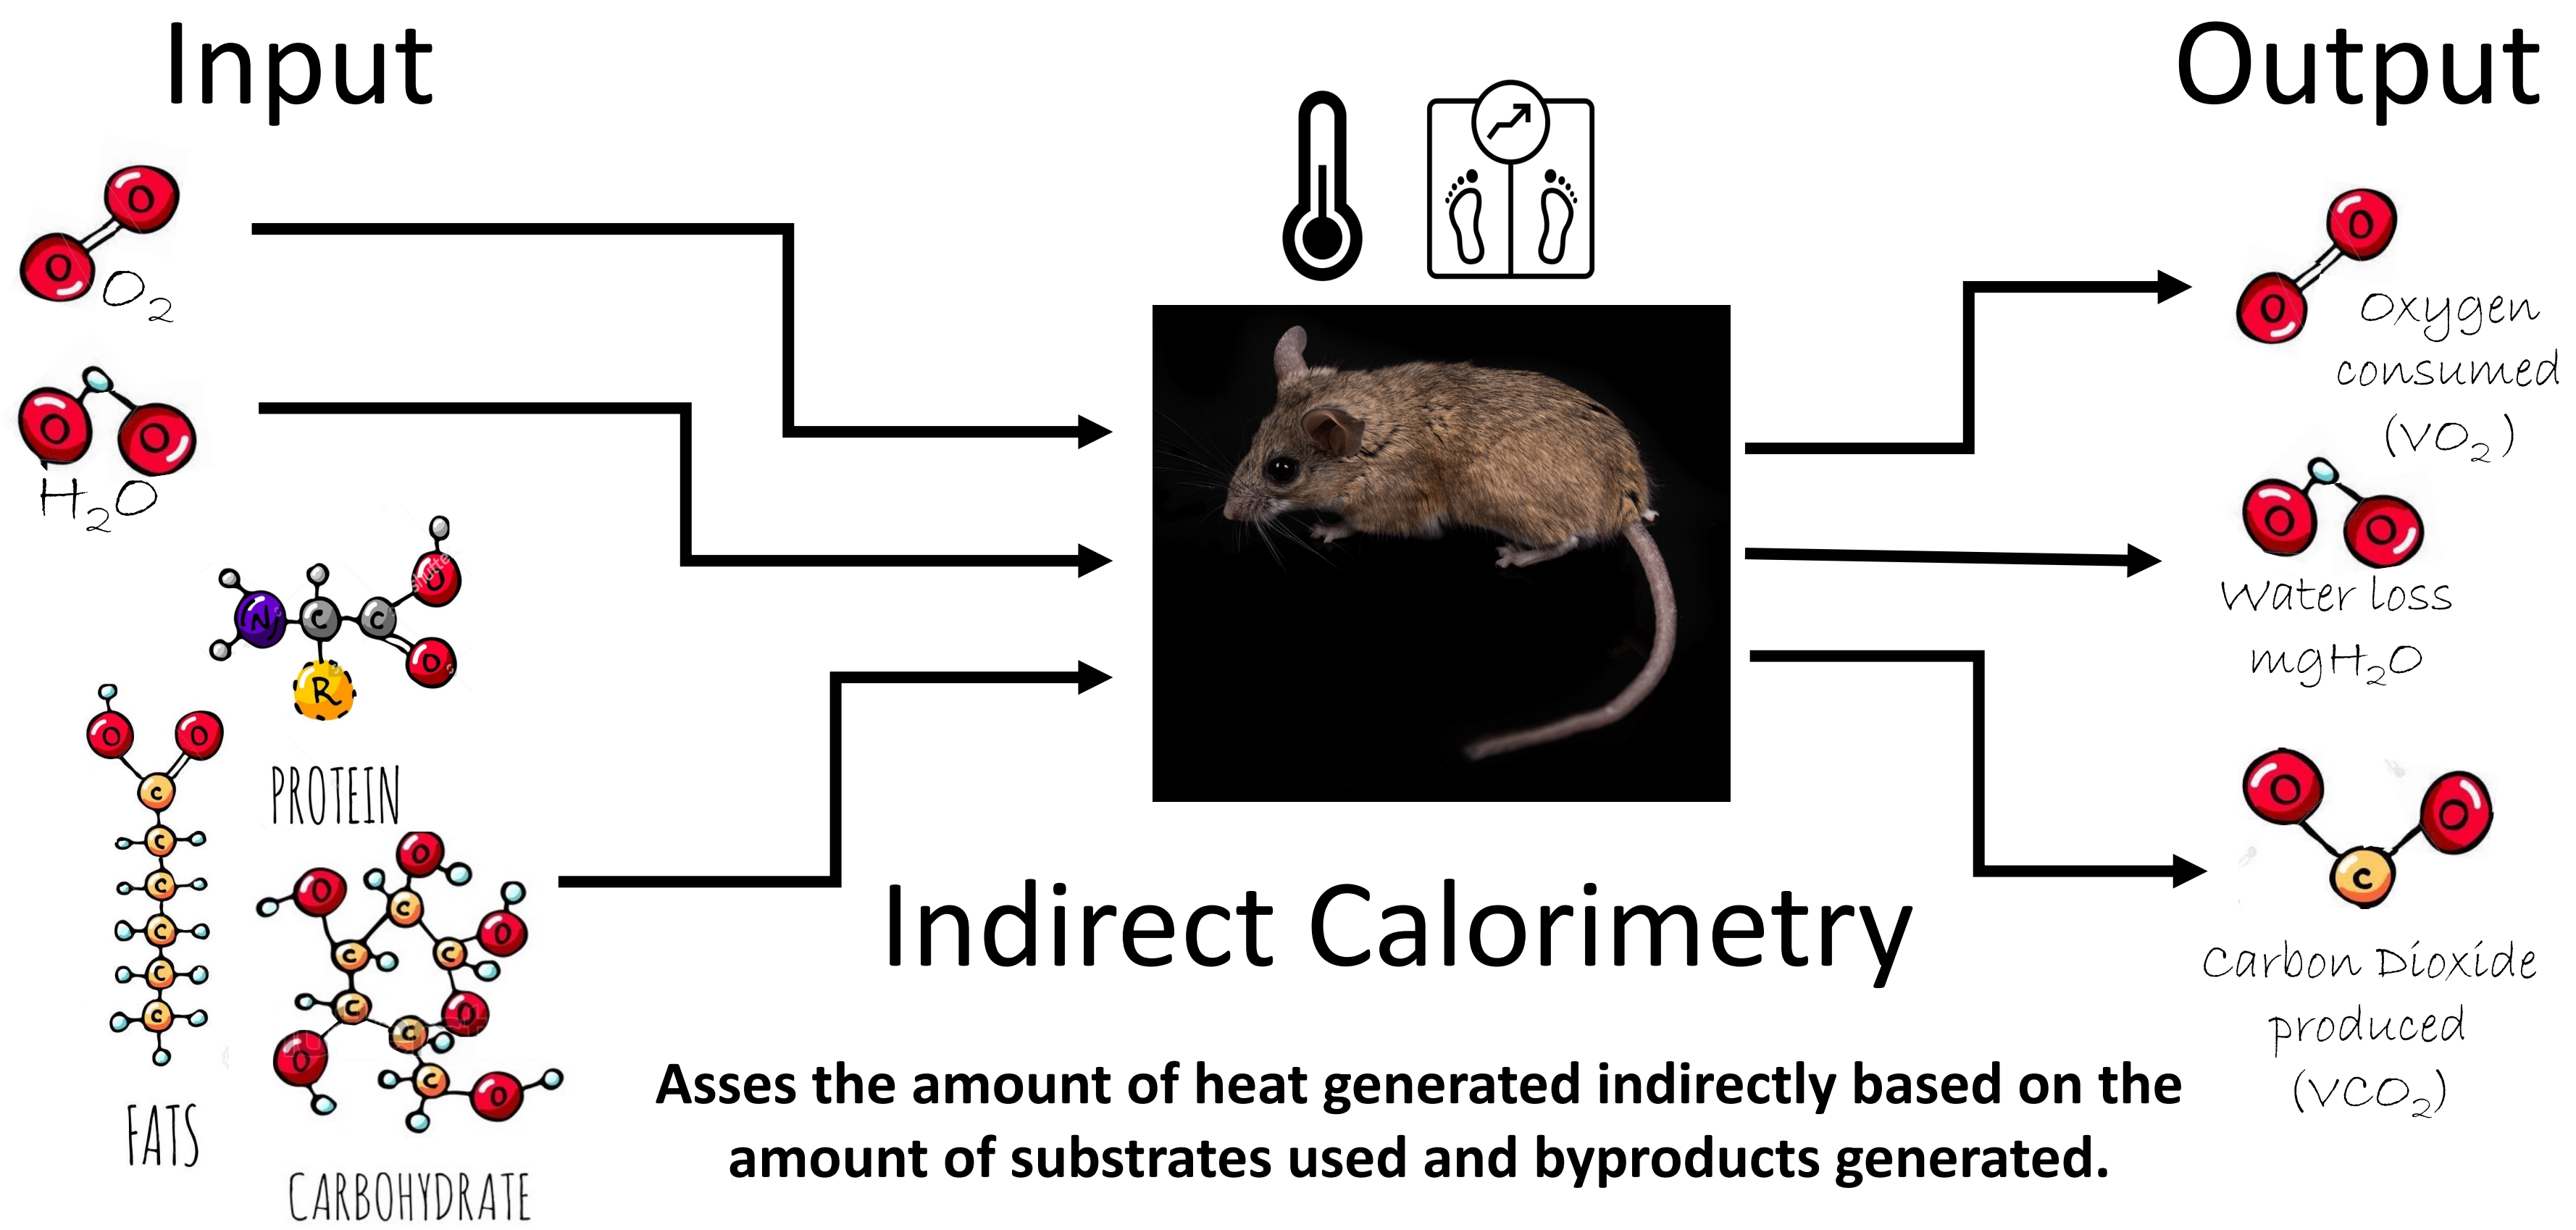 Input
Output
O
O
O₂
O
O
H₂O
N
C
C
O
O
R
PROTEIN
O
O
C
C
C
C
C
C
FATS
O
O
C
O
C
C
C
O
C
O
C
O
CARBOHYDRATE
Indirect Calorimetry
Asses the amount of heat generated indirectly based on the
amount of substrates used and byproducts generated.
O
O
Oxygen
consumed
(VO₂)
O
O
Water loss
mgH₂O
O
O
C
Carbon Dioxide
produced
(VCO₂)